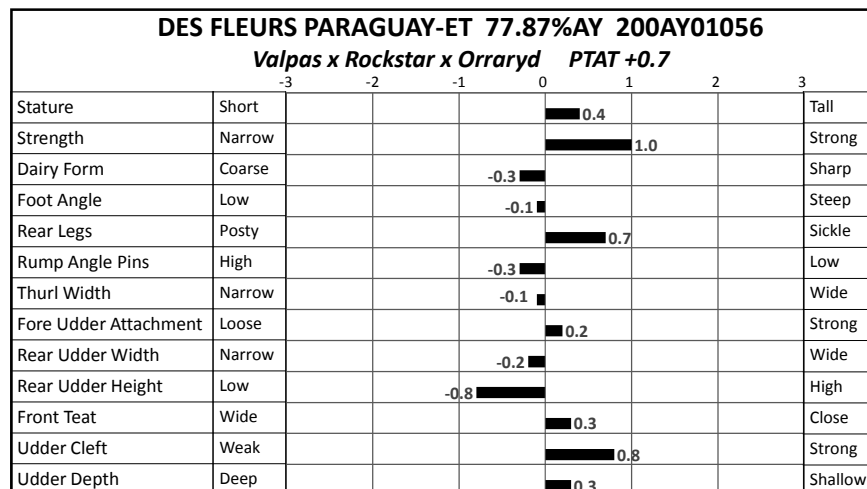 DES FLEURS PARAGUAY-ET 77.87%AY 200AY01056
Valpas x Rockstar x Orraryd PTAT +0.7
-3 -2 -1 0 1 2 3
Stature Short 0.4 Tall
Strength Narrow 1.0 Strong
Dairy Form Coarse -0.3 Sharp
Foot Angle Low -0.1 Steep
Rear Legs Posty 0.7 Sickle
Rump Angle Pins High -0.3 Low
Thurl Width Narrow -0.1 Wide
Fore Udder Attachment Loose 0.2 Strong
Rear Udder Width Narrow -0.2 Wide
Rear Udder Height Low -0.8 High
Front Teat Wide 0.3 Close
Udder Cleft Weak 0.8 Strong
Udder Depth Deep 0.3 Shallow